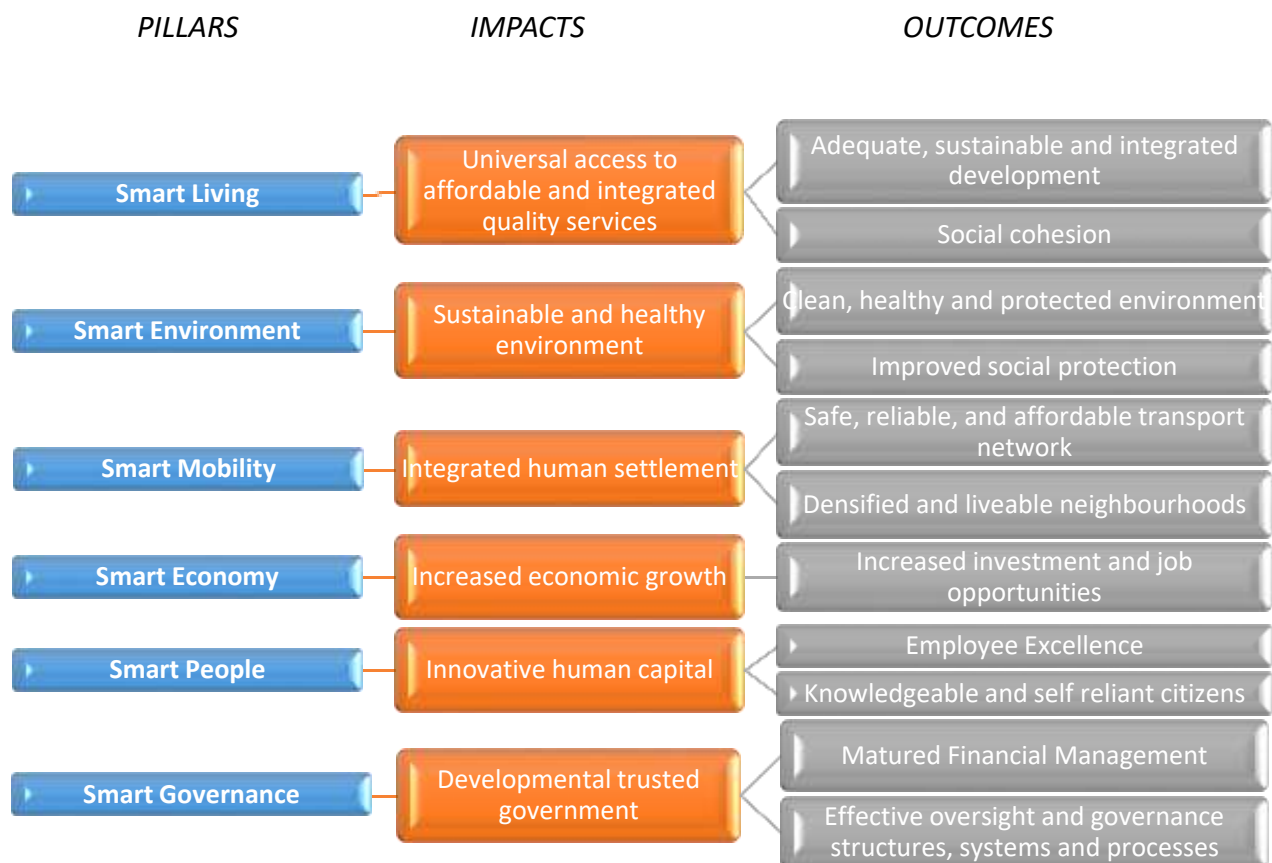 PILLARS IMPACTS OUTCOMES
Smart Living
Universal access to
affordable and integrated
quality services
Adequate, sustainable and integrated
development
Social cohesion
Smart Environment
Sustainable and healthy
environment
Clean, healthy and protected environment
Improved social protection
Smart Mobility
Integrated human settlement
Safe, reliable, and affordable transport
network
Densified and liveable neighbourhoods
Smart Economy
Increased economic growth
Increased investment and job
opportunities
Smart People
Innovative human capital
Employee Excellence
Knowledgeable and self reliant citizens
Smart Governance
Developmental trusted
government
Matured Financial Management
Effective oversight and governance
structures, systems and processes